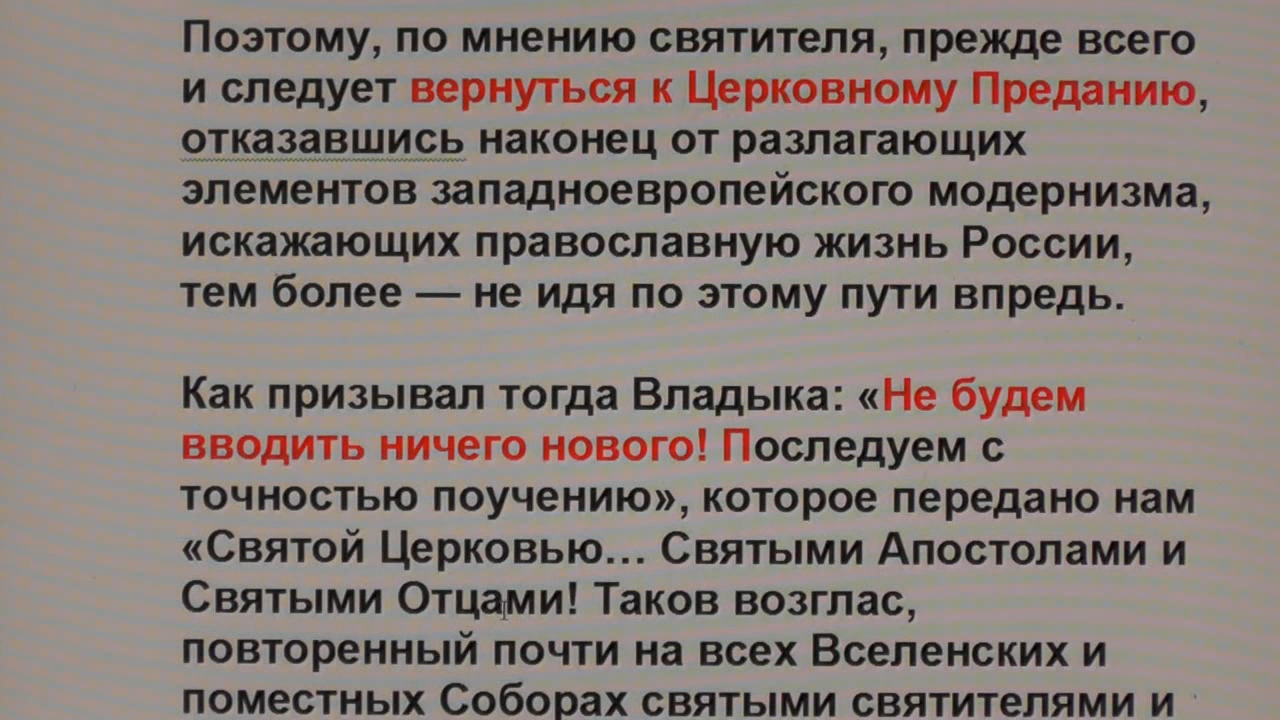 Поэтому, по мнению святителя, прежде всего
и следует вернуться к Церковному Преданию,
отказавшись наконец от разлагающих
элементов западноевропейского модернизма,
искажающих православную жизнь России,
тем более — не идя по этому пути впредь.
Как призывал тогда Владыка: «Не будем
вводить ничего нового! Последуем с
точностью поучению», которое передано нам
«Святой Церковью... Святыми Апостолами и
Святыми Отцами! Таков возглас,
повторенный почти на всех Вселенских и
поместных Соборах святыми святителями и